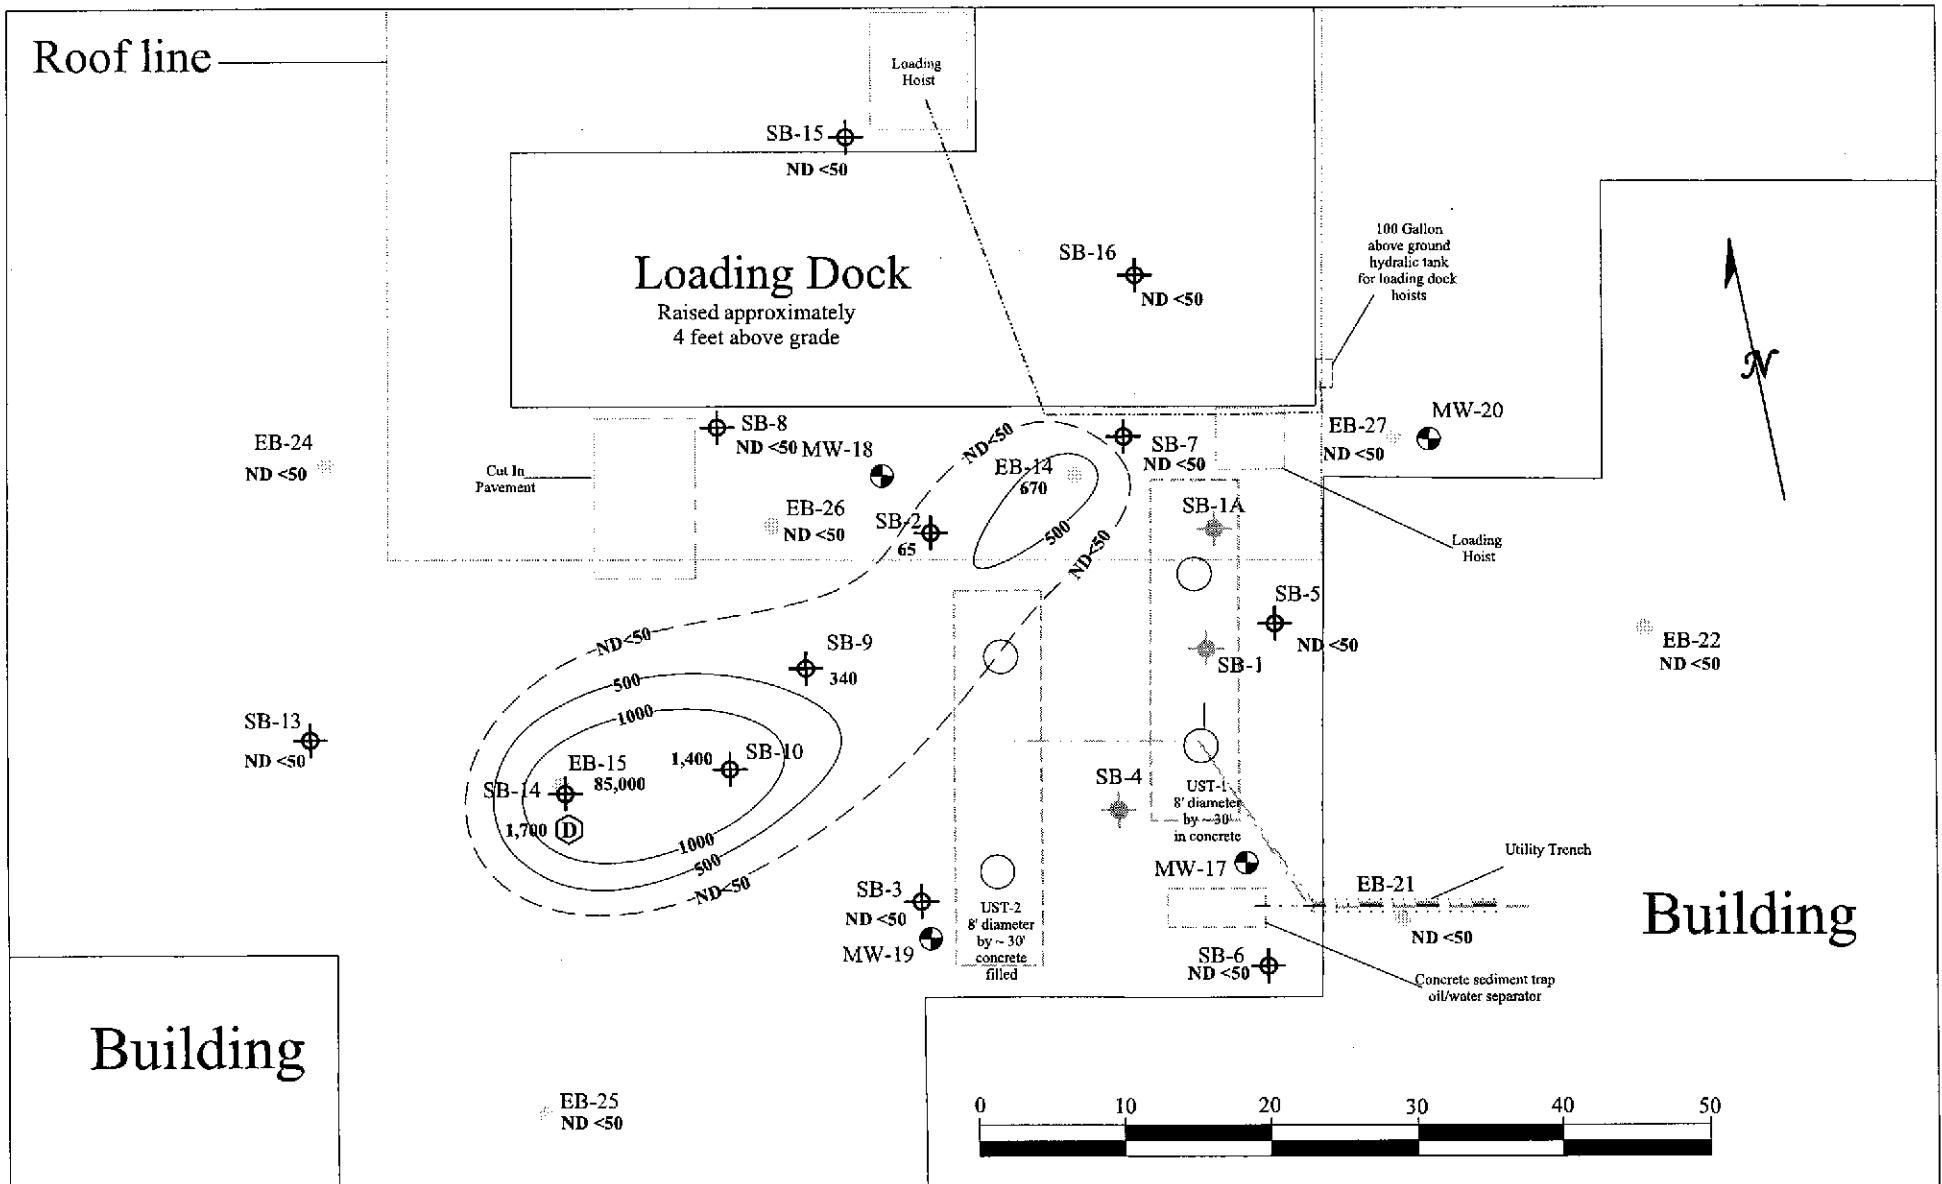 Roof line
Loading
Hoist
SB-15
ND <50
Loading Dock
Raised approximately
4 feet above grade
SB-16
ND <50
100 Gallon
above ground
hydralic tank
for loading dock
hoists
N
EB-24
ND <50
Cut In
Pavement
SB-8
ND <50
MW-18
EB-26
ND <50
SB-2
65
ND<50
EB-14
670
500
ND<50
SB-7
ND <50
EB-27
ND <50
MW-20
SB-1A
Loading
Hoist
SB-5
ND <50
SB-1
EB-22
ND <50
ND<50
SB-9
340
500
1000
SB-13
ND <50
EB-15
85,000
1,400
SB-10
SB-14
1,700
D
1000
500
ND<50
SB-4
UST-1
8' diameter
by ~ 30'
in concrete
MW-17
Utility Trench
EB-21
ND <50
SB-3
ND <50
MW-19
UST-2
8' diameter
by ~ 30'
concrete
filled
SB-6
ND <50
Concrete sediment trap
oil/water separator
Building
Building
EB-25
ND <50
0 10 20 30 40 50